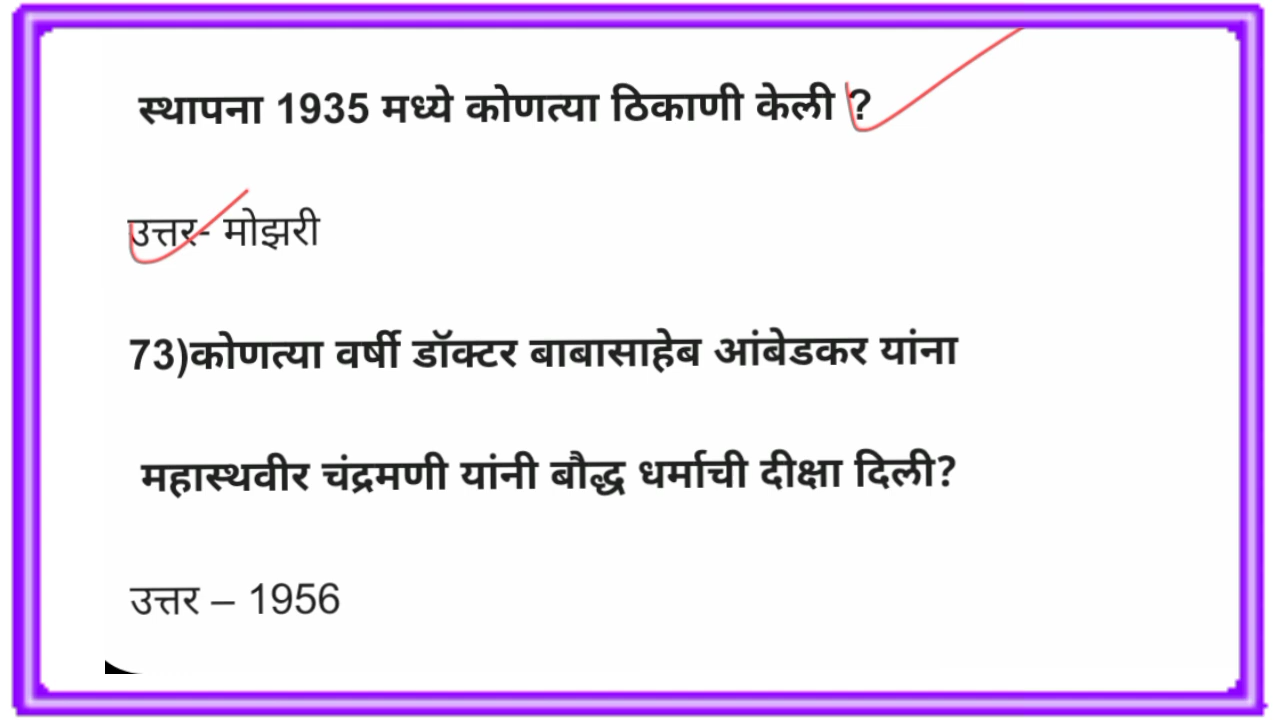 स्थापना 1935 मध्ये कोणत्या ठिकाणी केली ?
उत्तर- मोझरी
73)कोणत्या वर्षी डॉक्टर बाबासाहेब आंबेडकर यांना
महास्थवीर चंद्रमणी यांनी बौद्ध धर्माची दीक्षा दिली?
उत्तर – 1956